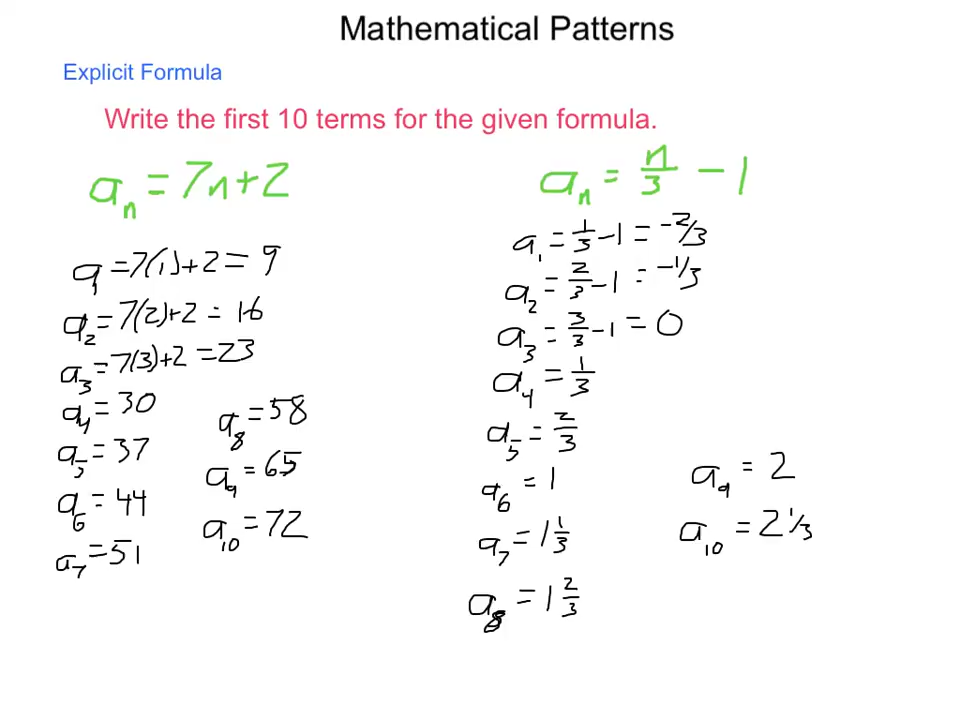 Mathematical Patterns
Explicit Formula
Write the first 10 terms for the given formula.
aₙ = 7n+2
a₁ = 7(1)+2 = 9
a₂ = 7(2)+2 = 16
a₃ = 7(3)+2 = 23
a₄ = 30
a₅ = 37
a₆ = 44
a₇ = 51
a₈ = 58
a₉ = 65
a₁₀ = 72
aₙ = n/3 − 1
a₁ = 1/3 − 1 = −2/3
a₂ = 2/3 − 1 = −1/3
a₃ = 3/3 − 1 = 0
a₄ = 1/3
a₅ = 2/3
a₆ = 1
a₇ = 1 1/3
a₈ = 1 2/3
a₉ = 2
a₁₀ = 2 1/3